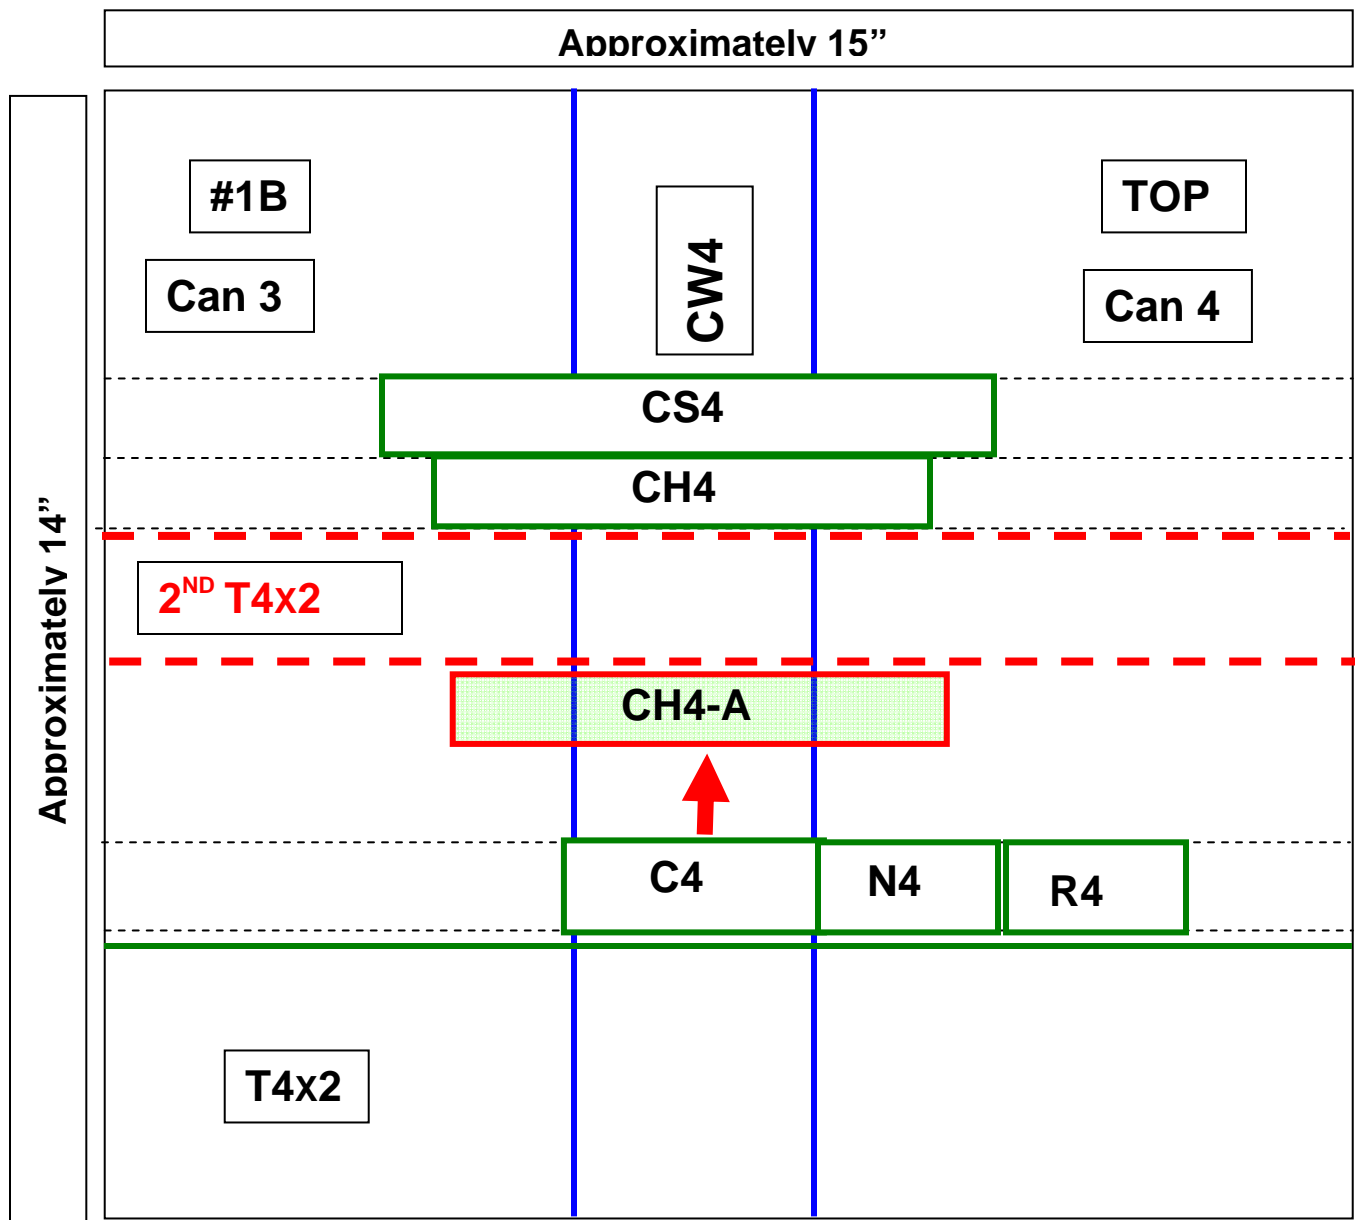 Approximately 15”
#1B
TOP
CW4
Can 3
Can 4
CS4
CH4
Approximately 14”
2ND T4X2
CH4-A
C4
N4
R4
T4X2